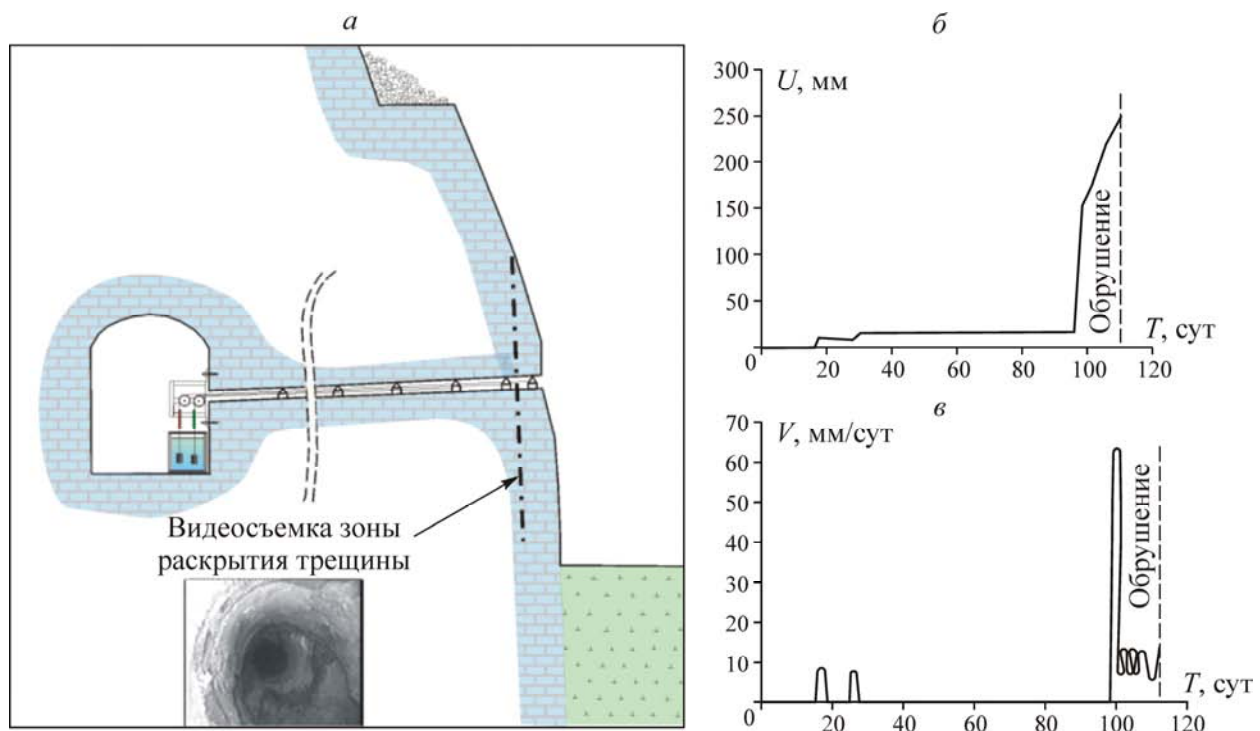 а
Видеосъемка зоны
раскрытия трещины
б
U, мм
300
250
200
150
100
50
0
20
40
60
80
100
120
T, сут
Обрушение
в
V, мм/сут
70
60
50
40
30
20
10
0
20
40
60
80
100
120
T, сут
Обрушение